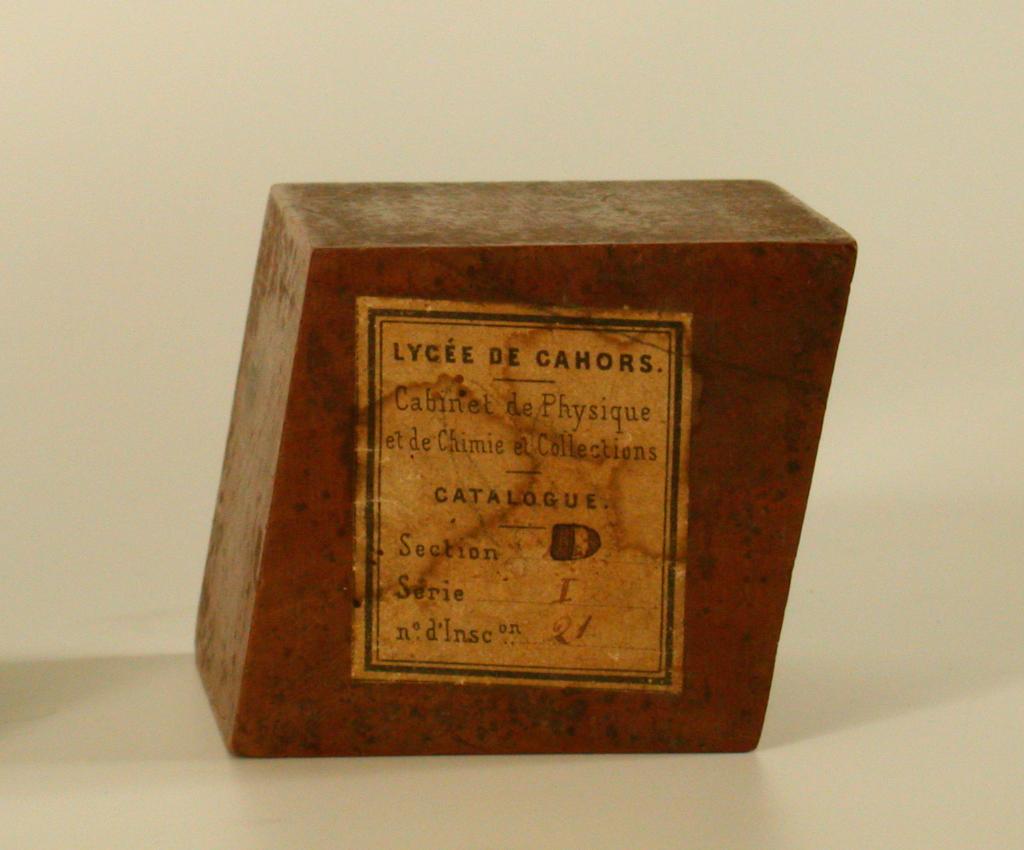 LYCÉE DE CAHORS.
Cabinet de Physique
et de Chimie et Collections
CATALOGUE.
Section D
Série I
n.º d'Insc.on 21